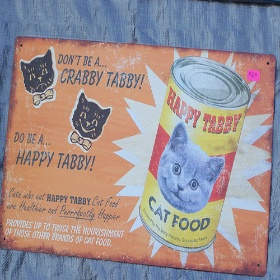 DON'T BE A...
CRABBY TABBY!
DO BE A...
HAPPY TABBY!
Cats who eat HAPPY TABBY Cat Food
are Healthier and Purrrfectly Happier
PROVIDES UP TO TWICE THE NOURISHMENT
OF THOSE OTHER BRANDS OF CAT FOOD.
HAPPY TABBY
CAT FOOD